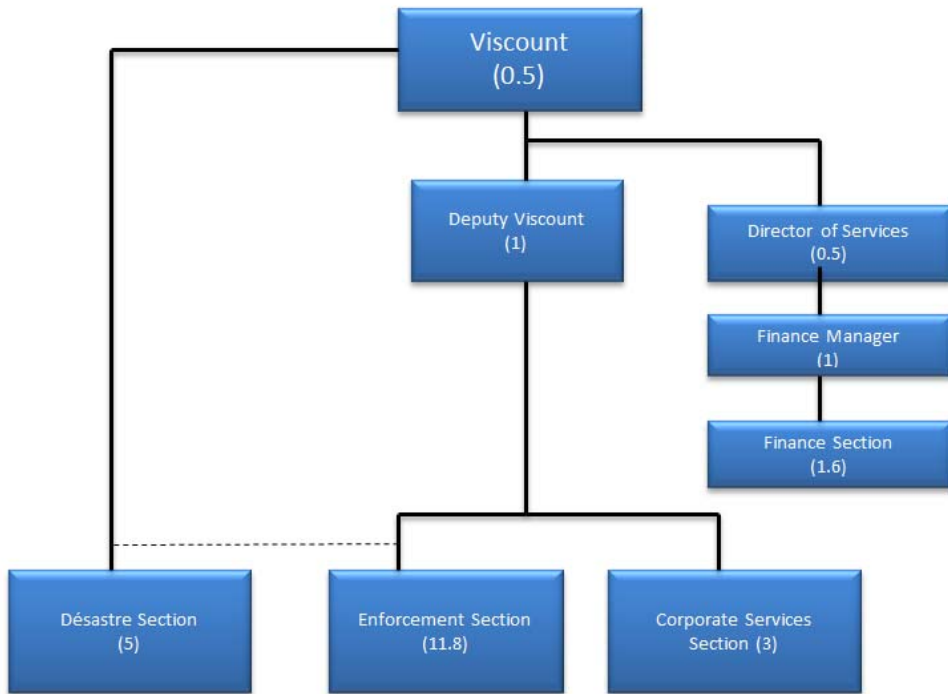 Viscount
(0.5)
Deputy Viscount
(1)
Director of Services
(0.5)
Finance Manager
(1)
Finance Section
(1.6)
Désastre Section
(5)
Enforcement Section
(11.8)
Corporate Services
Section (3)